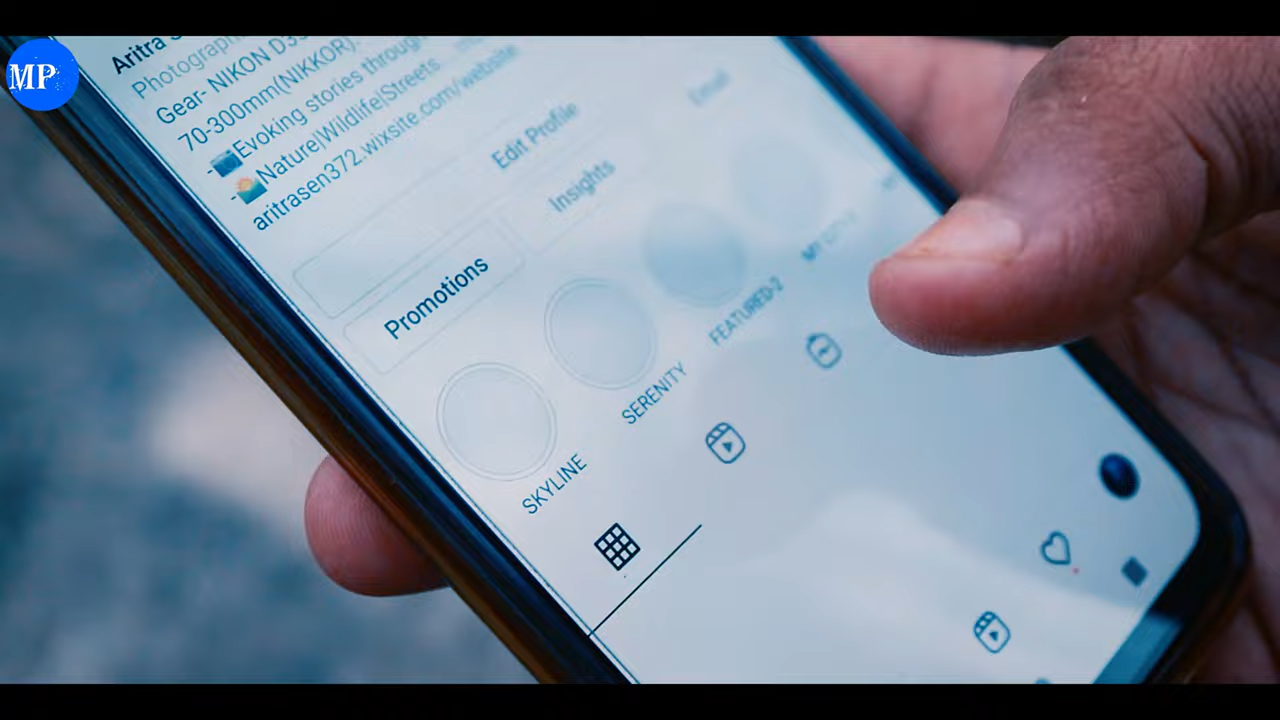 MP
Aritra
Photograph
Gear- NIKON D
70-300mm(NIKKOR).
-📷Evoking stories through
-🌄Nature|Wildlife|Streets
aritrasen372.wixsite.com/website
Edit Profile
Email
Promotions
Insights
SKYLINE
SERENITY
FEATURED-2